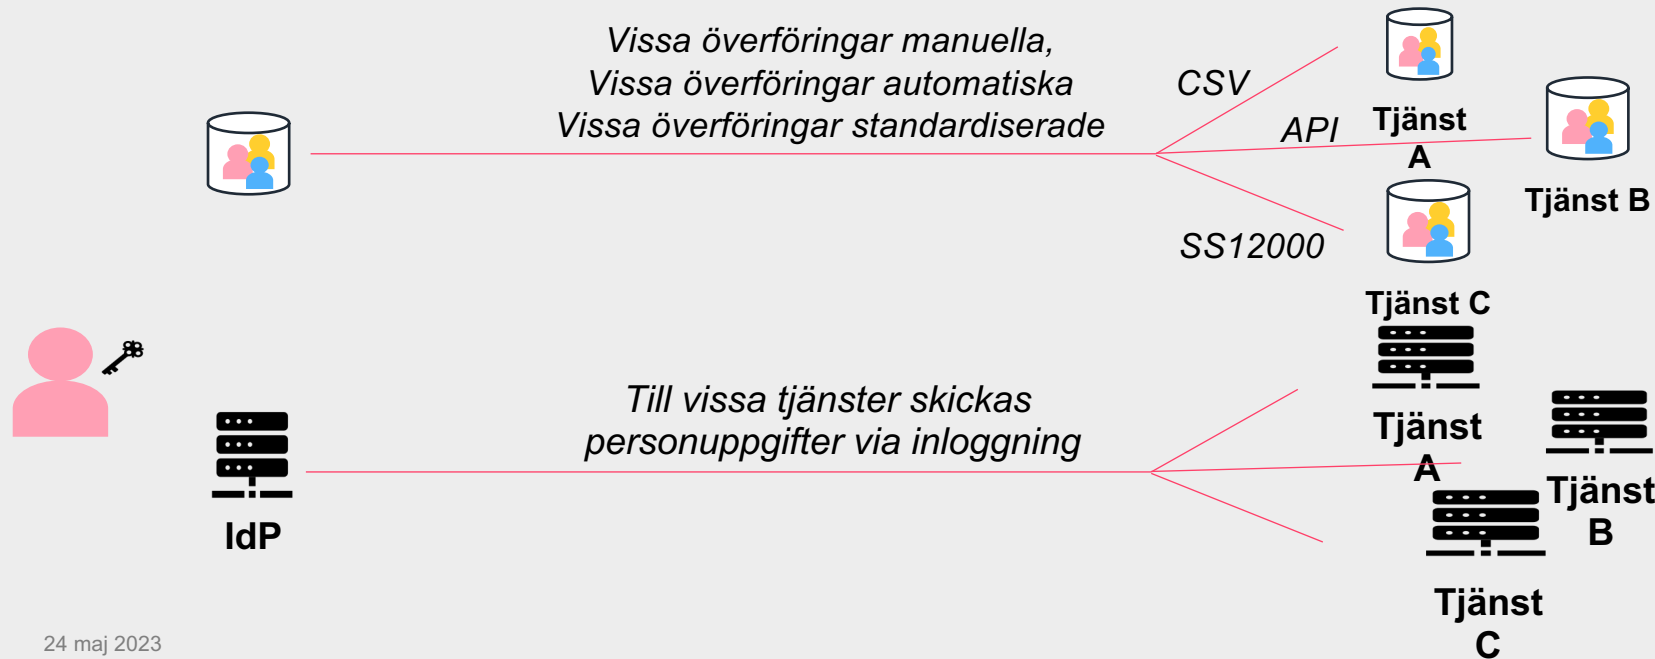 Vissa överföringar manuella,
Vissa överföringar automatiska
Vissa överföringar standardiserade
CSV
API
SS12000
Tjänst
A
Tjänst B
Tjänst C
Till vissa tjänster skickas
personuppgifter via inloggning
IdP
Tjänst
A
Tjänst
B
Tjänst
C
24 maj 2023